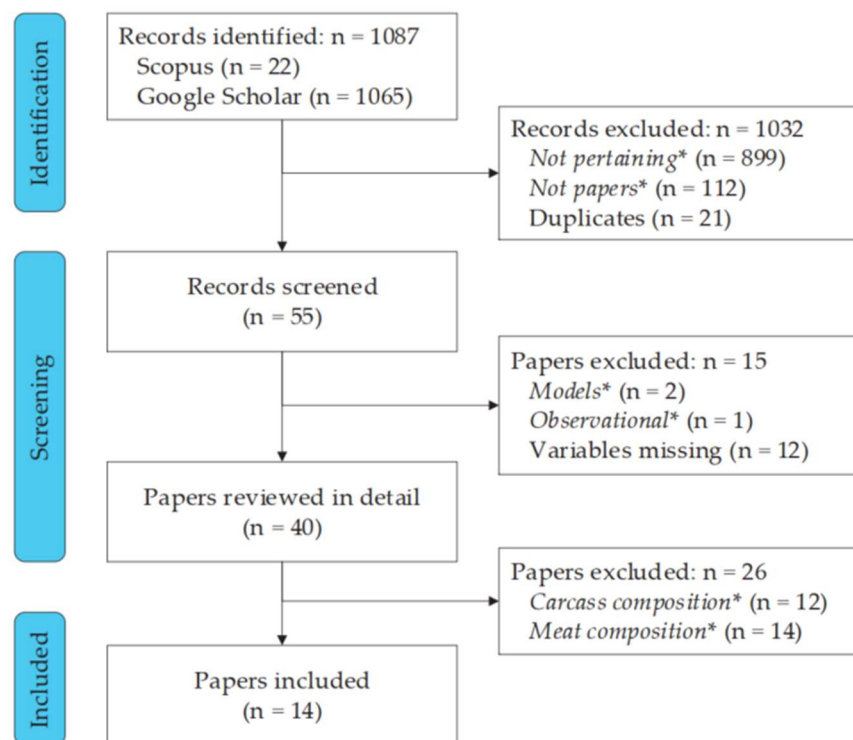 Identification
Records identified: n = 1087
Scopus (n = 22)
Google Scholar (n = 1065)
Records excluded: n = 1032
Not pertaining* (n = 899)
Not papers* (n = 112)
Duplicates (n = 21)
Screening
Records screened
(n = 55)
Papers excluded: n = 15
Models* (n = 2)
Observational* (n = 1)
Variables missing (n = 12)
Papers reviewed in detail
(n = 40)
Papers excluded: n = 26
Carcass composition* (n = 12)
Meat composition* (n = 14)
Included
Papers included
(n = 14)